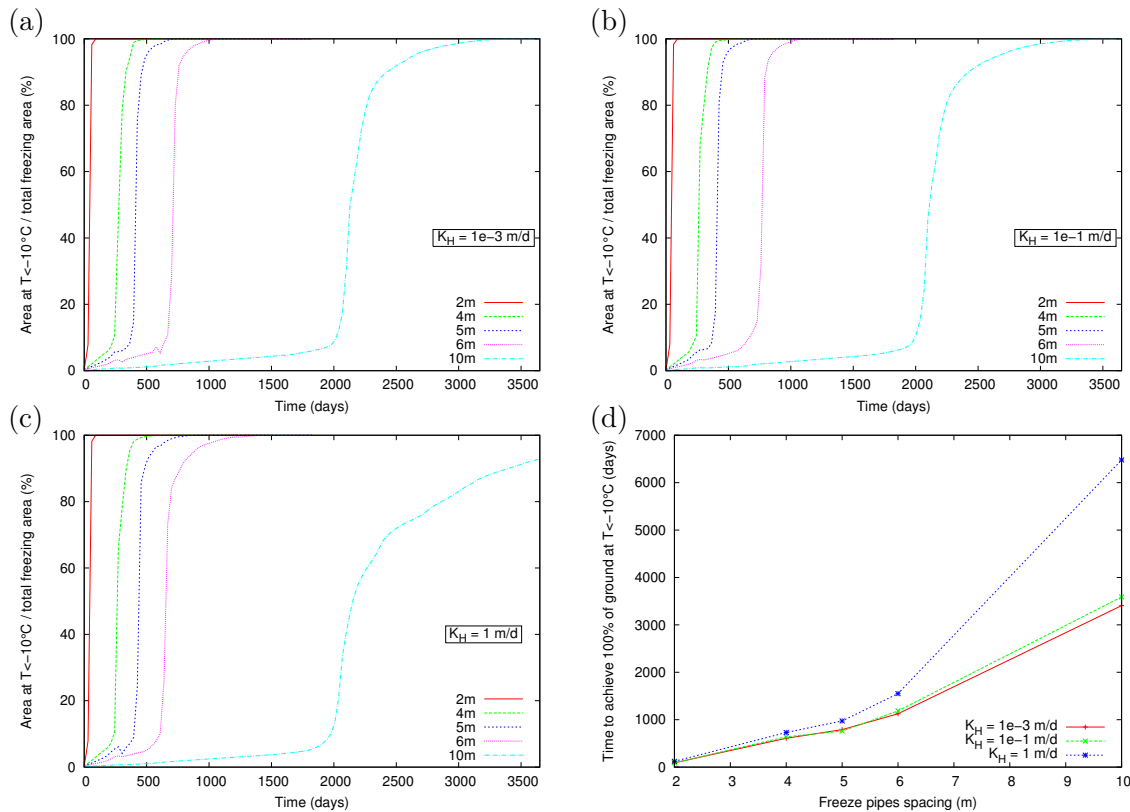 (a)
Area at T<-10°C / total freezing area (%)
100
80
60
40
20
0
K_H = 1e-3 m/d
2m
4m
5m
6m
10m
0 500 1000 1500 2000 2500 3000 3500
Time (days)
(b)
Area at T<-10°C / total freezing area (%)
100
80
60
40
20
0
K_H = 1e-1 m/d
2m
4m
5m
6m
10m
0 500 1000 1500 2000 2500 3000 3500
Time (days)
(c)
Area at T<-10°C / total freezing area (%)
100
80
60
40
20
0
K_H = 1 m/d
2m
4m
5m
6m
10m
0 500 1000 1500 2000 2500 3000 3500
Time (days)
(d)
Time to achieve 100% of ground at T<-10°C (days)
7000
6000
5000
4000
3000
2000
1000
0
K_H = 1e-3 m/d
K_H = 1e-1 m/d
K_H = 1 m/d
2 3 4 5 6 7 8 9 10
Freeze pipes spacing (m)